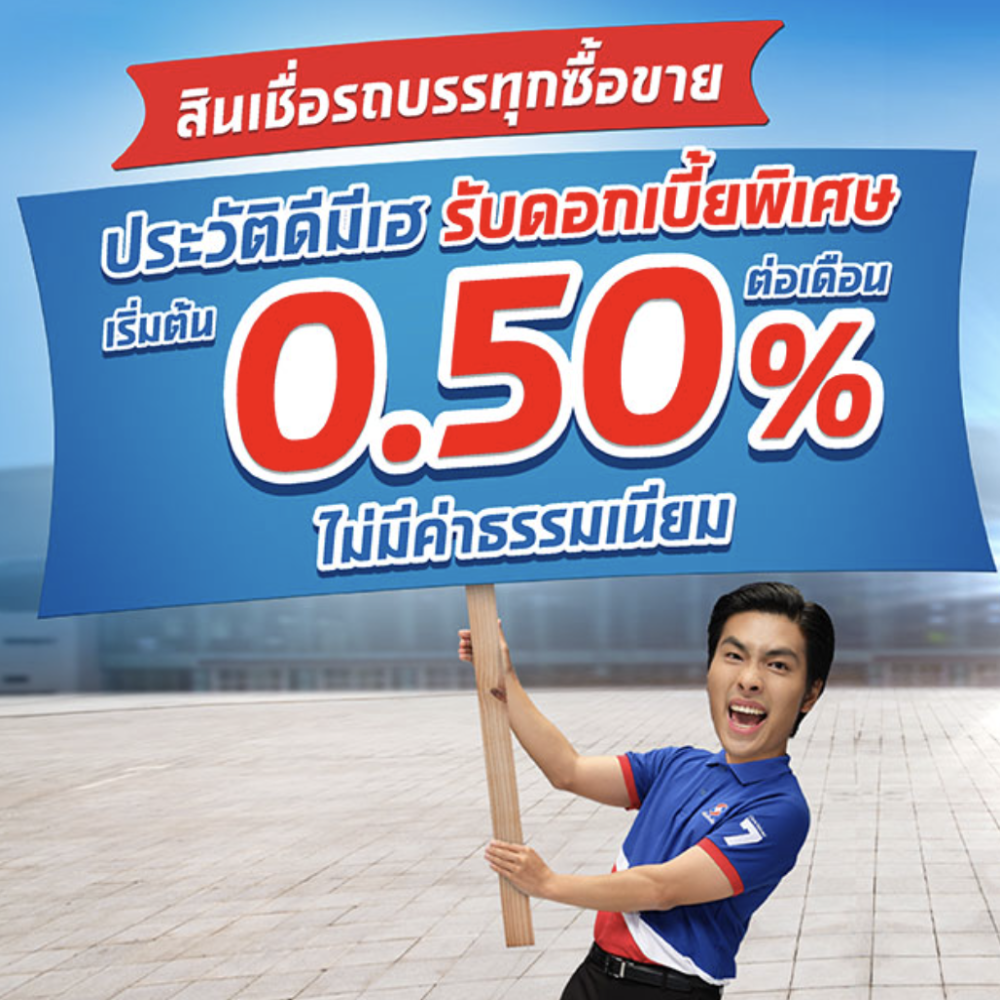 สินเชื่อรถบรรทุกซื้อขาย
ประวัติดีมีเฮ รับดอกเบี้ยพิเศษ
เริ่มต้น 0.50% ต่อเดือน
ไม่มีค่าธรรมเนียม
7